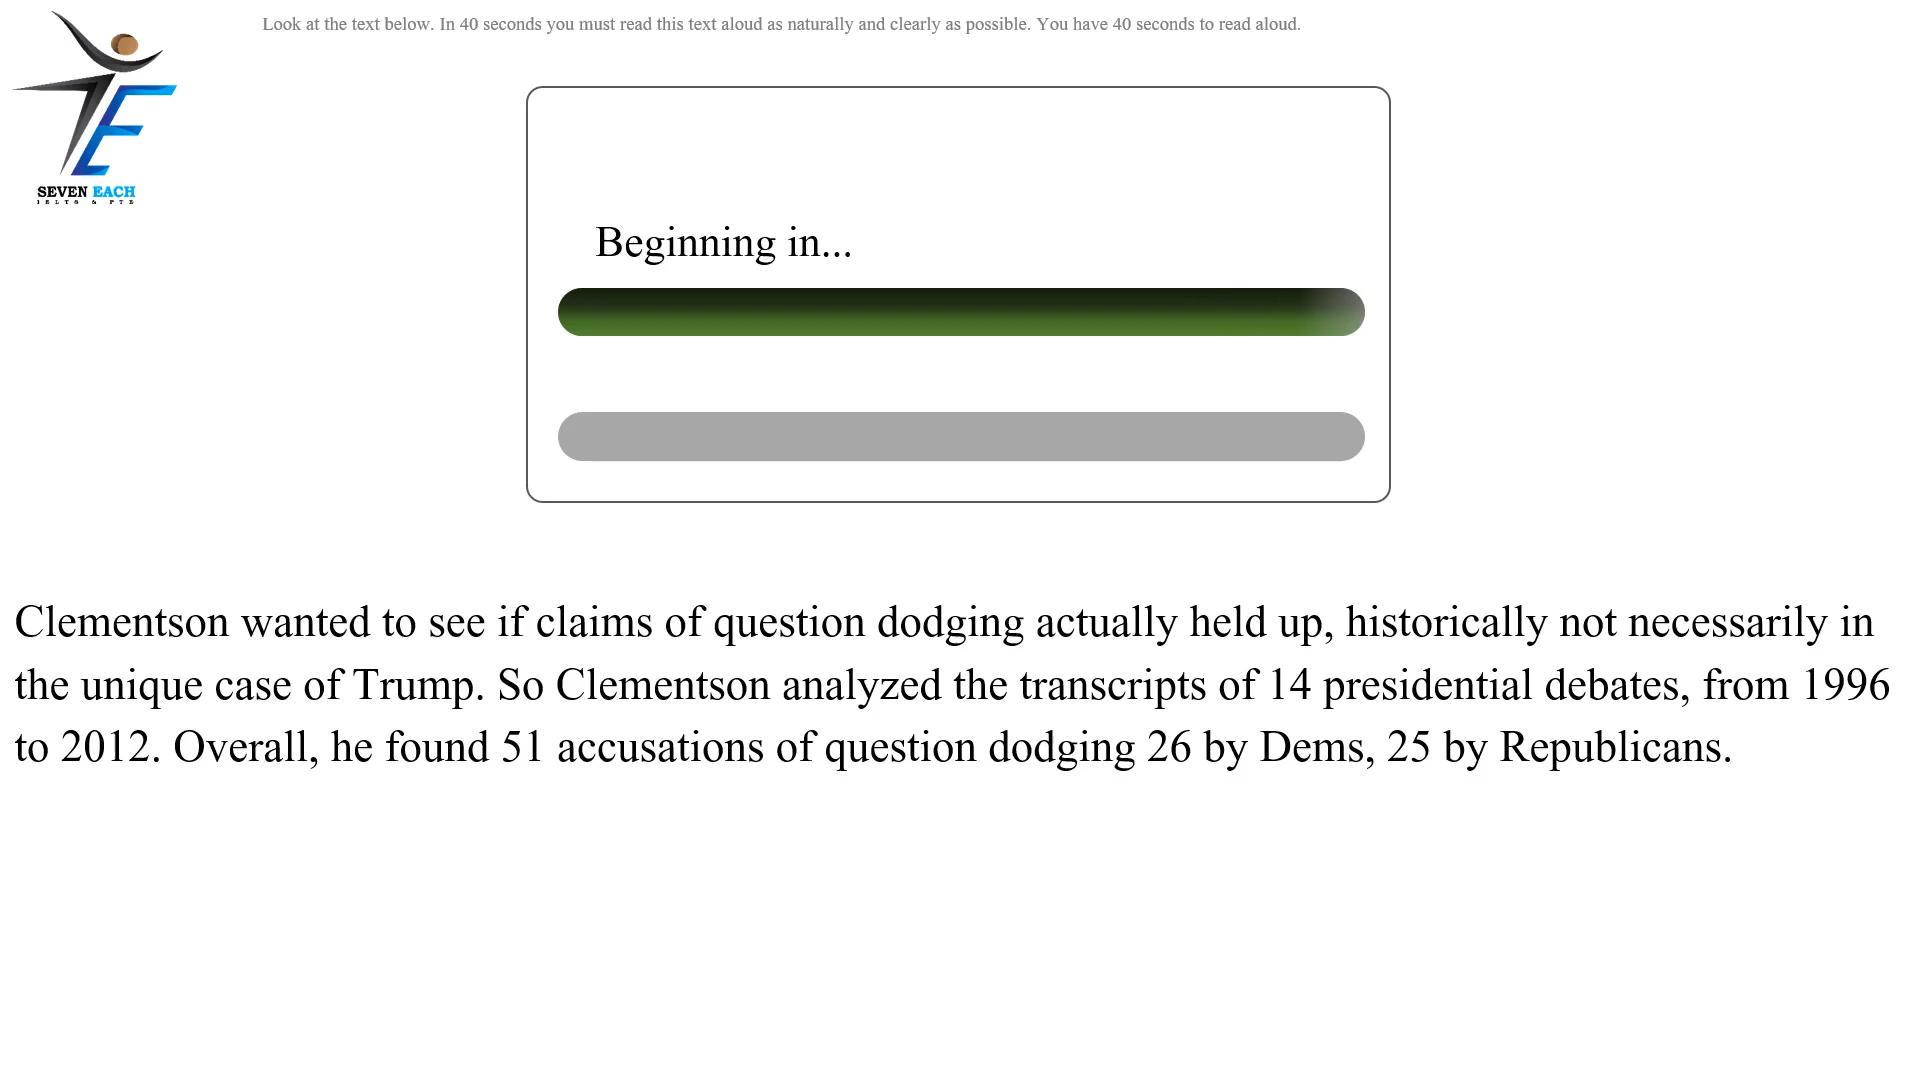 Look at the text below. In 40 seconds you must read this text aloud as naturally and clearly as possible. You have 40 seconds to read aloud.
SEVEN EACH
IELTS & PTE
Beginning in...
Clementson wanted to see if claims of question dodging actually held up, historically not necessarily in
the unique case of Trump. So Clementson analyzed the transcripts of 14 presidential debates, from 1996
to 2012. Overall, he found 51 accusations of question dodging 26 by Dems, 25 by Republicans.